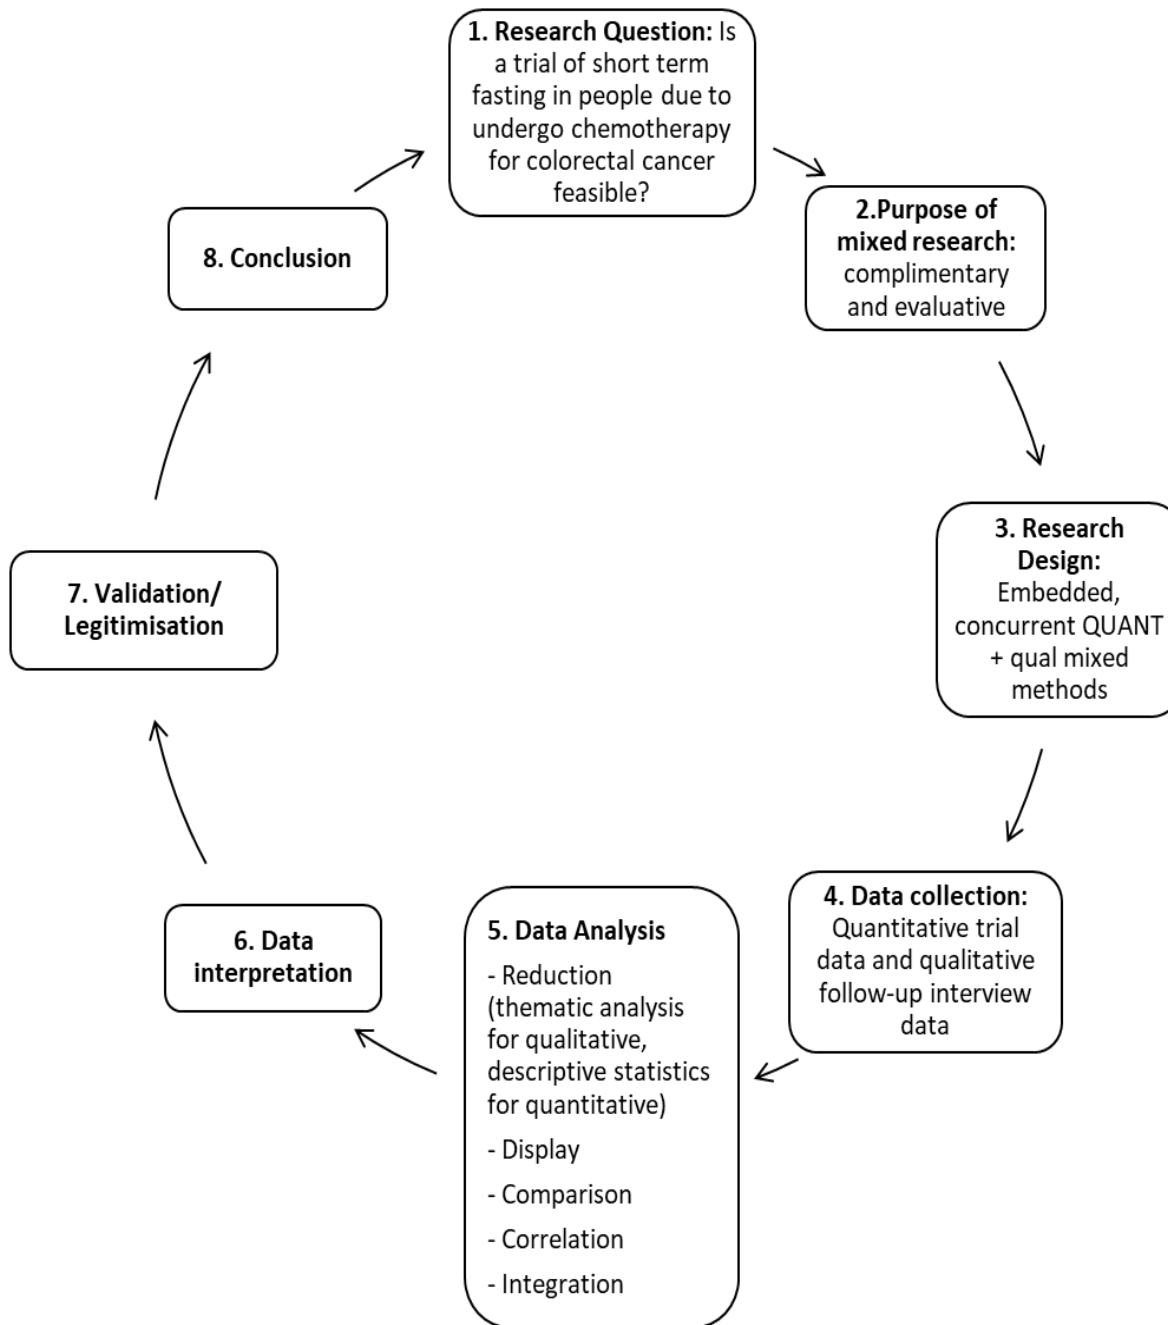 1. Research Question: Is
a trial of short term
fasting in people due to
undergo chemotherapy
for colorectal cancer
feasible?
2.Purpose of
mixed research:
complimentary
and evaluative
3. Research
Design:
Embedded,
concurrent QUANT
+ qual mixed
methods
4. Data collection:
Quantitative trial
data and qualitative
follow-up interview
data
5. Data Analysis
- Reduction
(thematic analysis
for qualitative,
descriptive statistics
for quantitative)
- Display
- Comparison
- Correlation
- Integration
6. Data
interpretation
7. Validation/
Legitimisation
8. Conclusion